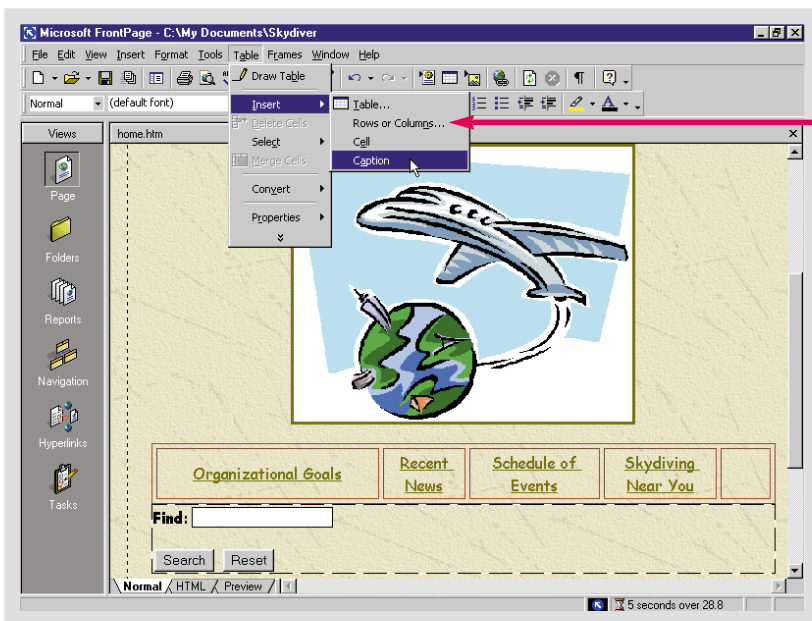 Microsoft FrontPage - C:\My Documents\Skydiver
File Edit View Insert Format Tools Table Frames Window Help
Draw Table
Normal (default font)
Insert
Table...
Delete Cells
Rows or Columns...
Select
Cell
Merge Cells
Caption
Convert
Properties
Views
home.htm
Page
Folders
Reports
Navigation
Hyperlinks
Tasks
Organizational Goals
Recent News
Schedule of Events
Skydiving Near You
Find:
Search Reset
Normal HTML Preview
5 seconds over 28.8